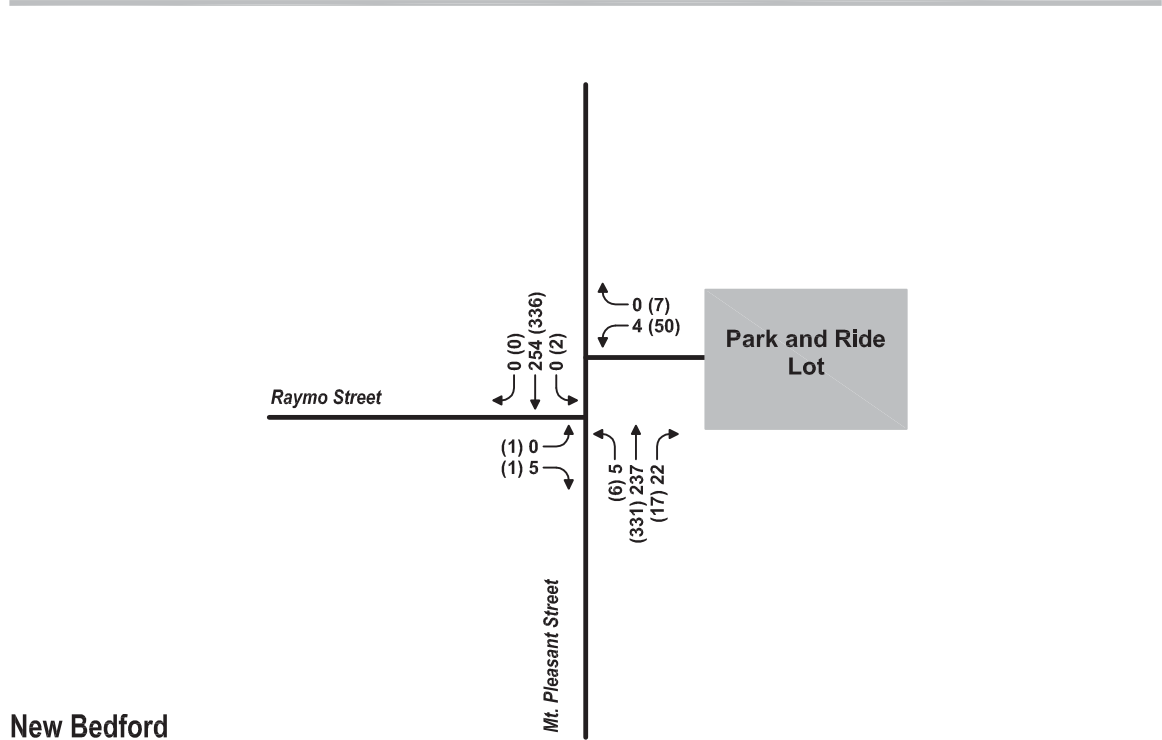 0 (7)
4 (50)
Park and Ride
Lot
0 (0)
254 (336)
0 (2)
Raymo Street
(1) 0
(1) 5
(6) 5
(331) 237
(17) 22
Mt. Pleasant Street
New Bedford